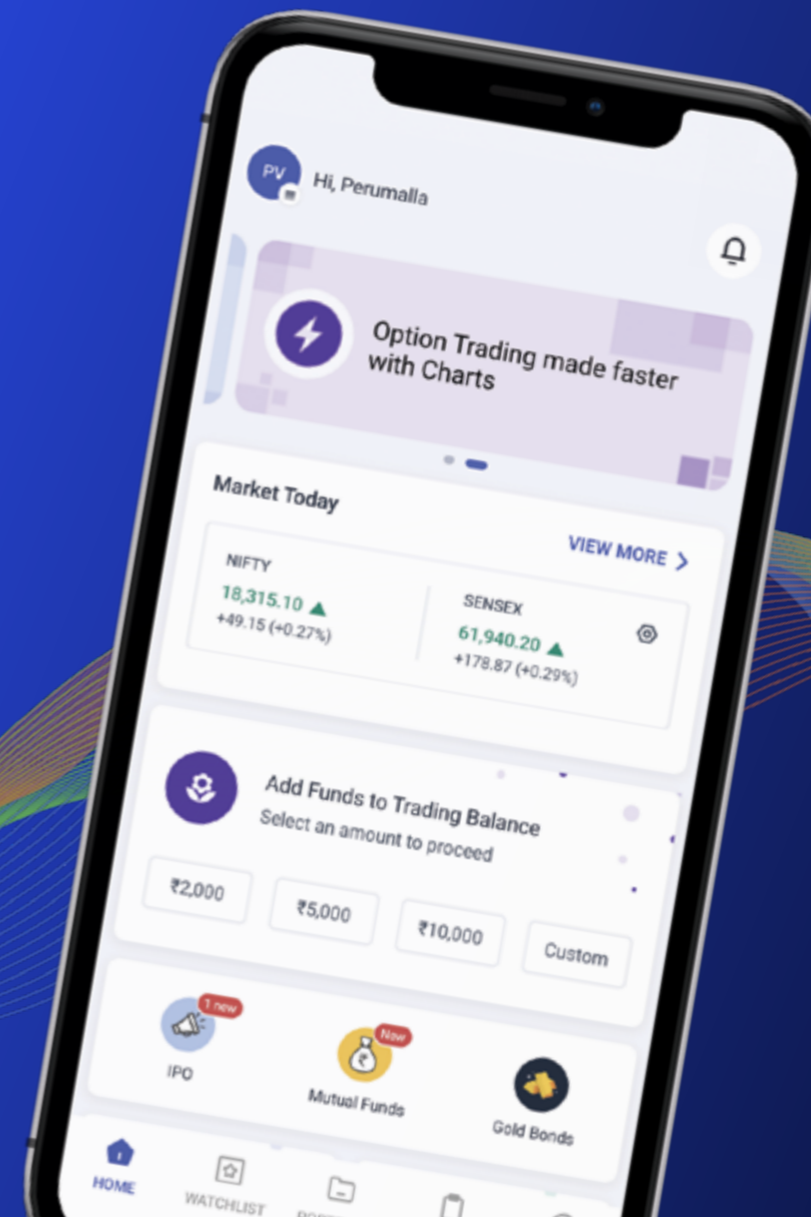 PV
Hi, Perumalla
Option Trading made faster
with Charts
Market Today
VIEW MORE
NIFTY
18,315.10
+49.15 (+0.27%)
SENSEX
61,940.20
+178.87 (+0.29%)
Add Funds to Trading Balance
Select an amount to proceed
₹2,000
₹5,000
₹10,000
Custom
1 new
IPO
New
₹
Mutual Funds
Gold Bonds
HOME
WATCHLIST